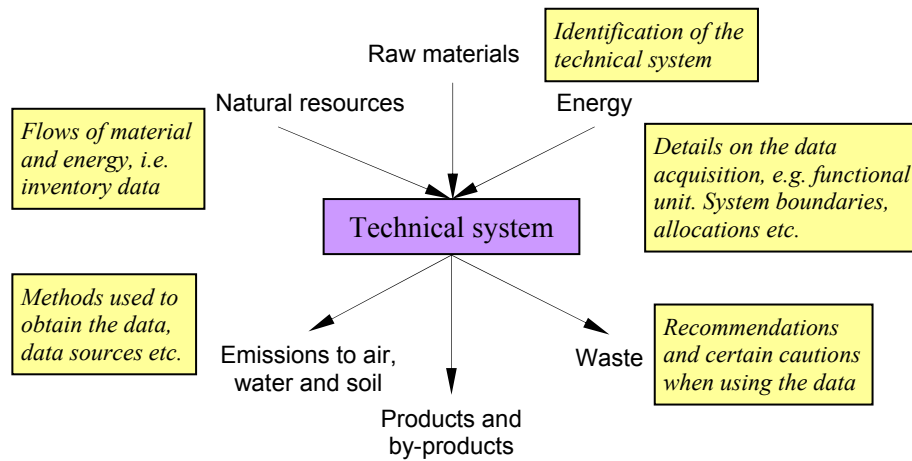 Raw materials
Identification of the
technical system
Natural resources
Energy
Flows of material
and energy, i.e.
inventory data
Details on the data
acquisition, e.g. functional
unit. System boundaries,
allocations etc.
Technical system
Methods used to
obtain the data,
data sources etc.
Emissions to air,
water and soil
Waste
Recommendations
and certain cautions
when using the data
Products and
by-products